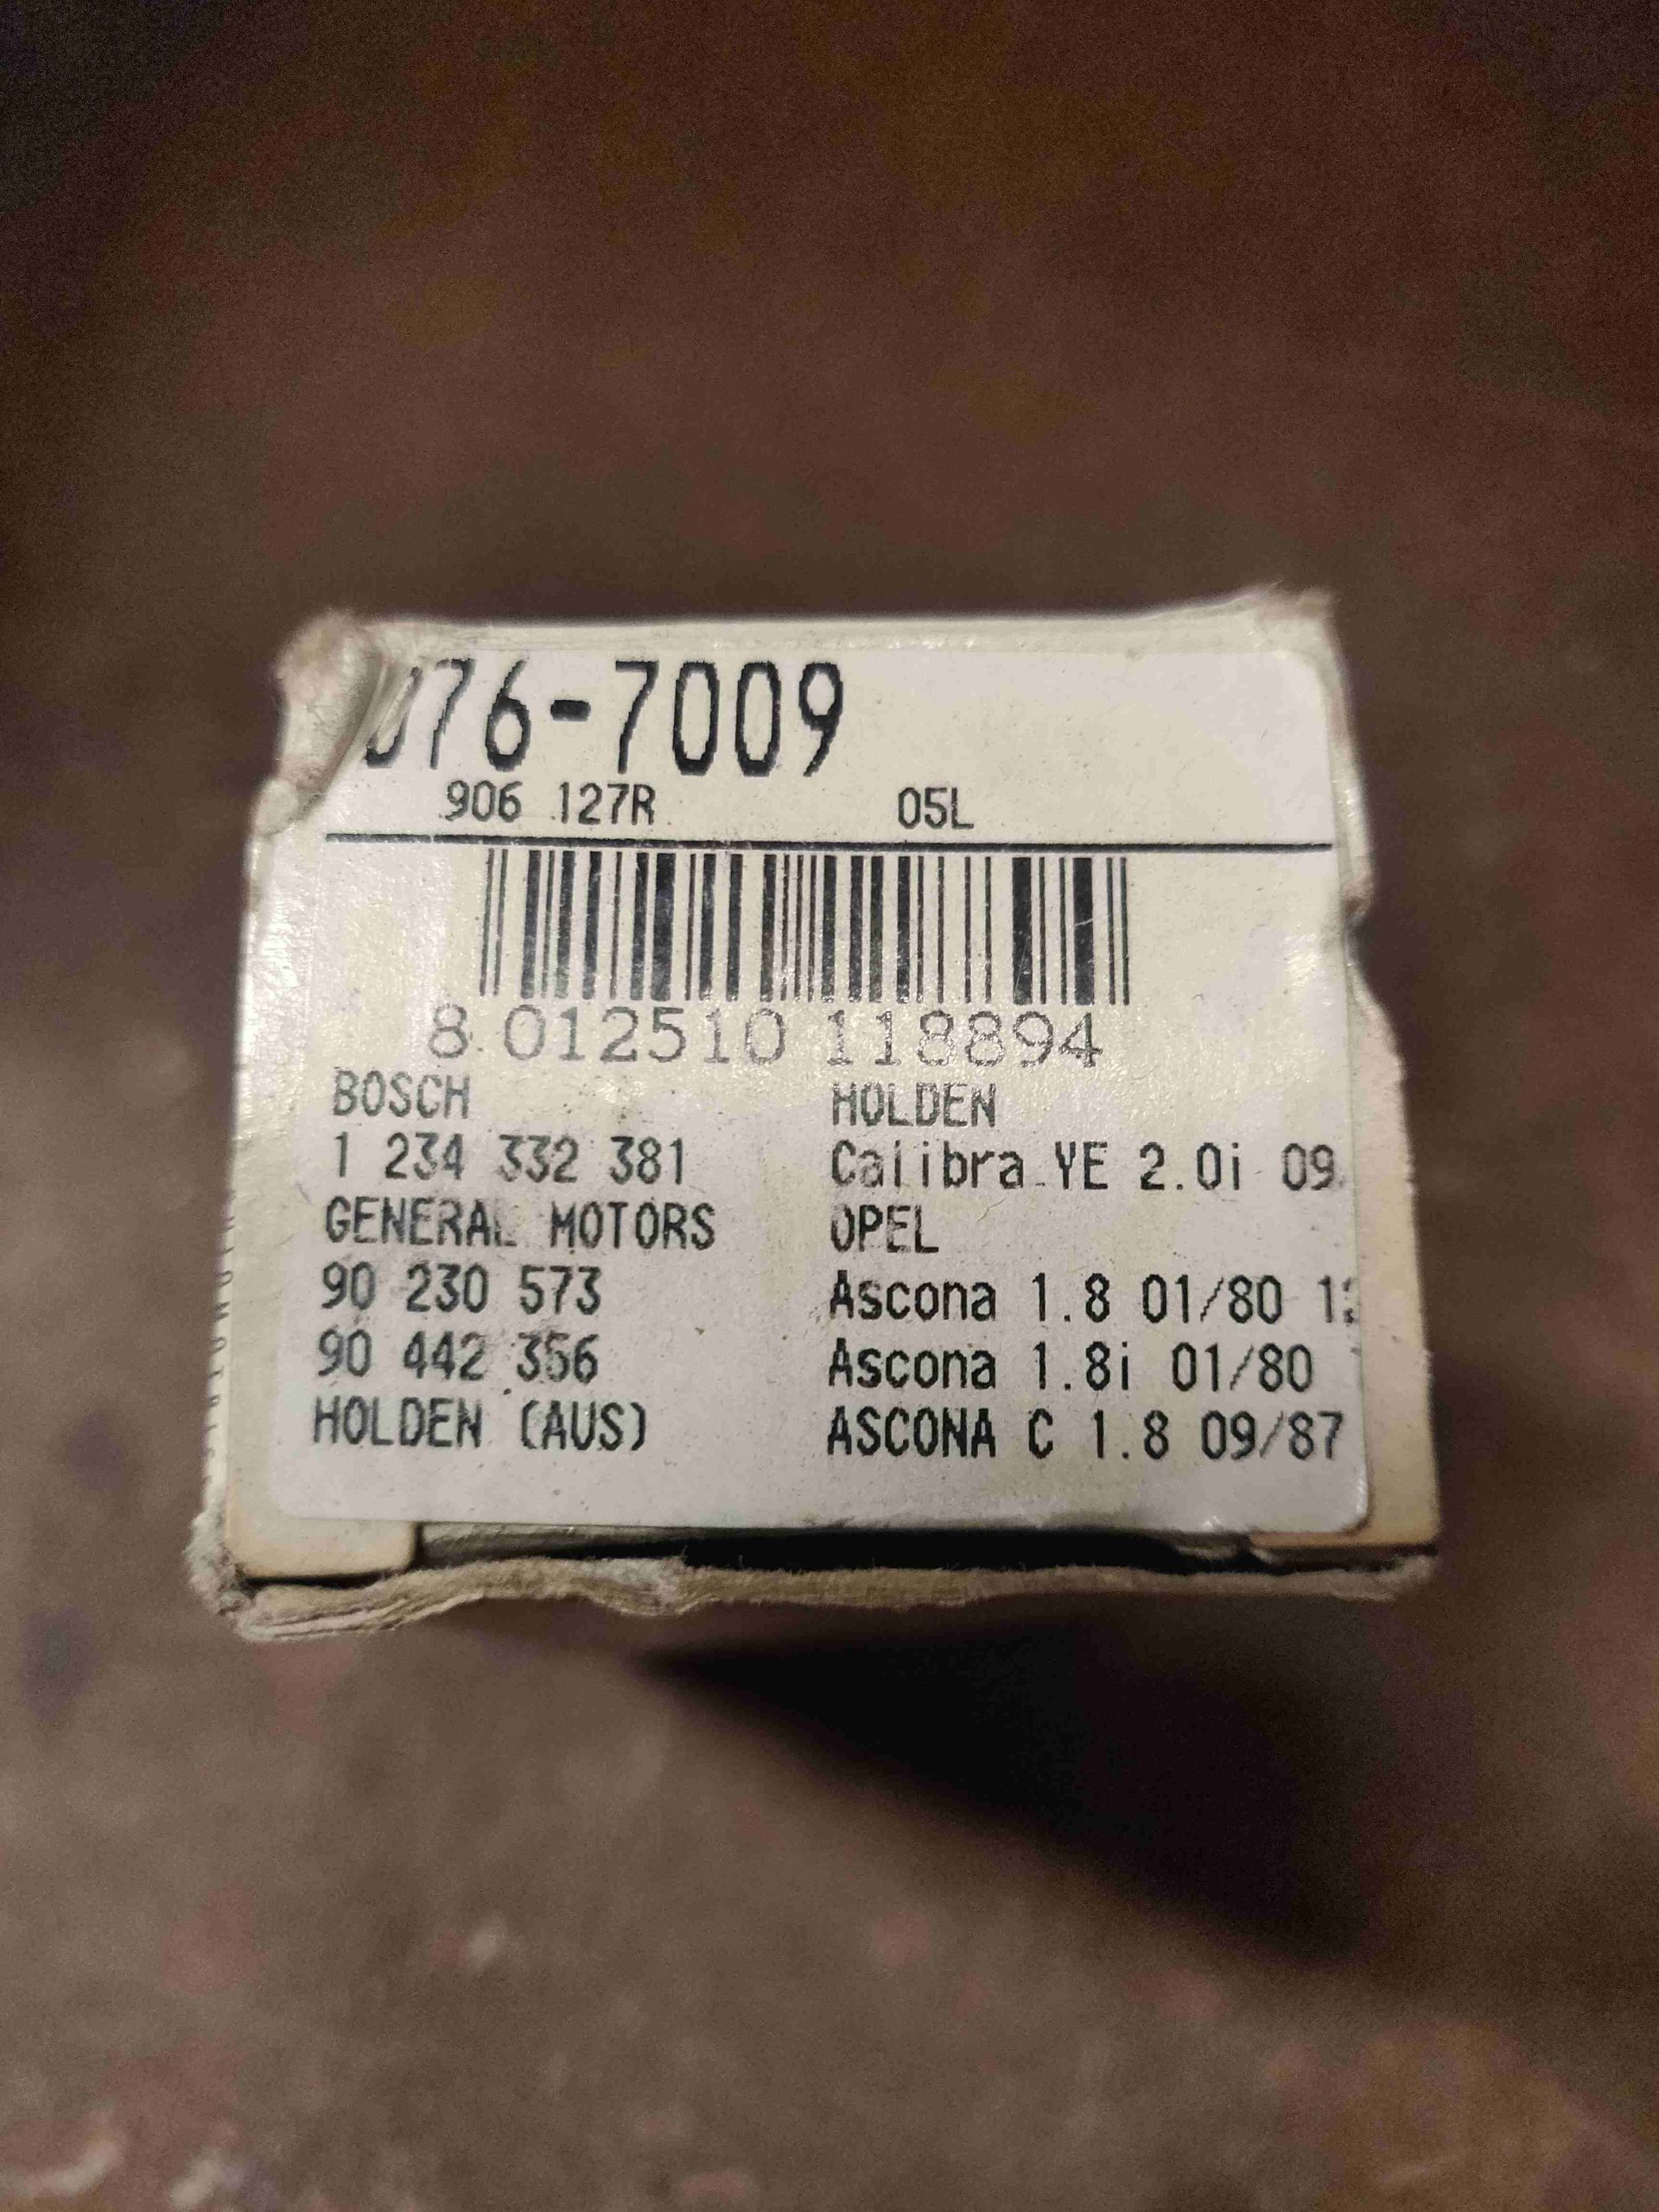 076-7009
906 127R 05L
8 012510 118894
BOSCH
1 234 332 381
GENERAL MOTORS
90 230 573
90 442 356
HOLDEN (AUS)
HOLDEN
Calibra YE 2.0i 09
OPEL
Ascona 1.8 01/80
Ascona 1.8i 01/80
ASCONA C 1.8 09/87